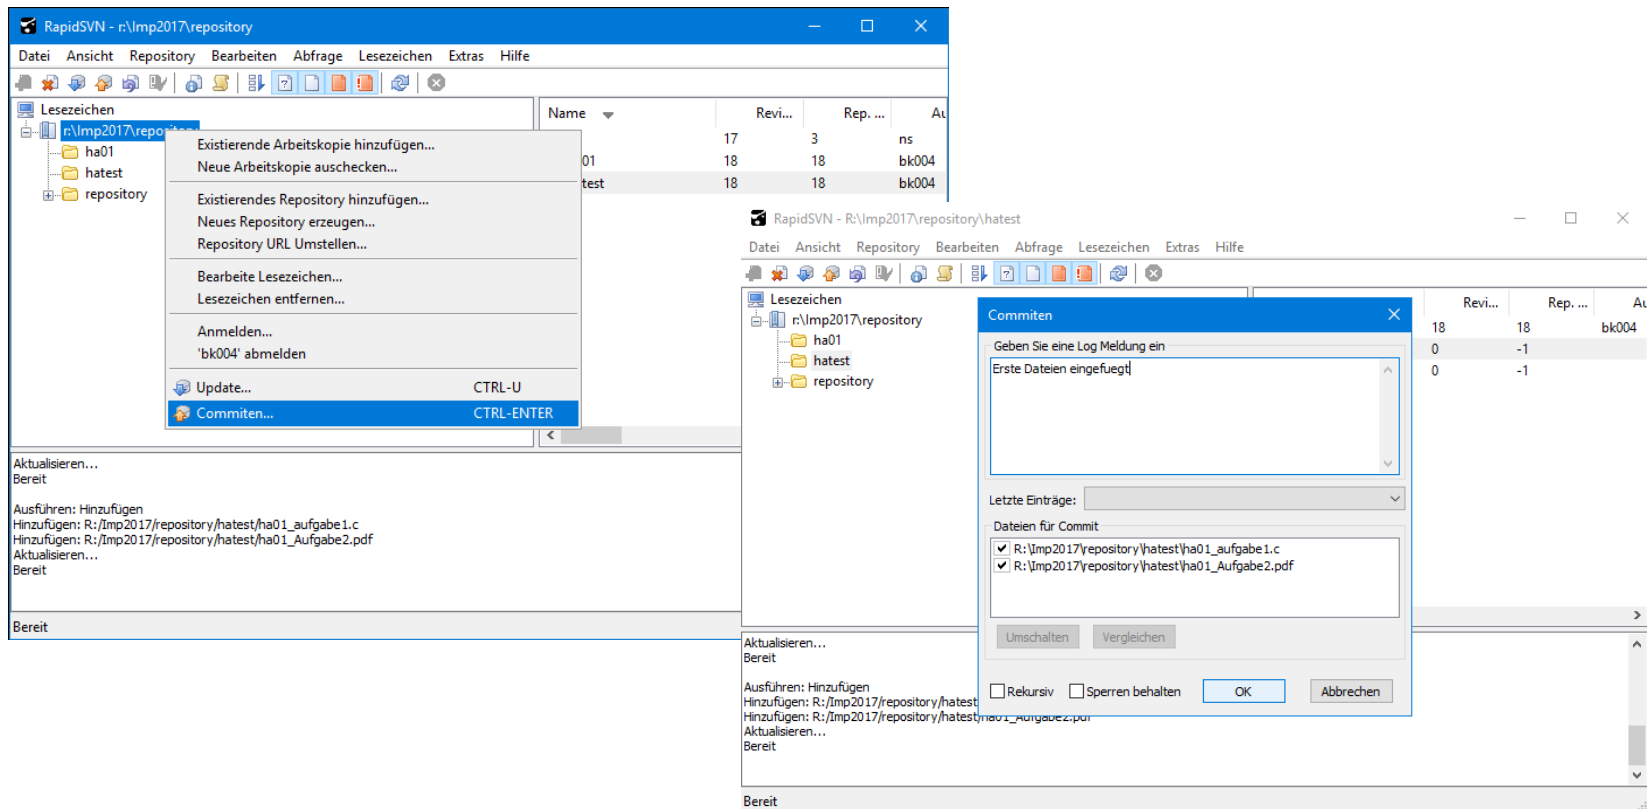 RapidSVN - r:\Imp2017\repository
Datei Ansicht Repository Bearbeiten Abfrage Lesezeichen Extras Hilfe
Lesezeichen
r:\Imp2017\repository
ha01
hatest
repository
Name Revi... Rep. ... Au
17 3 ns
01 18 18 bk004
test 18 18 bk004
Existierende Arbeitskopie hinzufügen...
Neue Arbeitskopie auschecken...
Existierendes Repository hinzufügen...
Neues Repository erzeugen...
Repository URL Umstellen...
Bearbeite Lesezeichen...
Lesezeichen entfernen...
Anmelden...
'bk004' abmelden
Update... CTRL-U
Commiten... CTRL-ENTER
Aktualisieren...
Bereit
Ausführen: Hinzufügen
Hinzufügen: R:/Imp2017/repository/hatest/ha01_aufgabe1.c
Hinzufügen: R:/Imp2017/repository/hatest/ha01_Aufgabe2.pdf
Aktualisieren...
Bereit
Bereit
RapidSVN - R:\Imp2017\repository\hatest
Datei Ansicht Repository Bearbeiten Abfrage Lesezeichen Extras Hilfe
Lesezeichen
r:\Imp2017\repository
ha01
hatest
repository
Revi... Rep. ... Au
18 18 bk004
0 -1
0 -1
Commiten
Geben Sie eine Log Meldung ein
Erste Dateien eingefuegt
Letzte Einträge:
Dateien für Commit
R:\Imp2017\repository\hatest\ha01_aufgabe1.c
R:\Imp2017\repository\hatest\ha01_Aufgabe2.pdf
Umschalten Vergleichen
Rekursiv Sperren behalten OK Abbrechen
Aktualisieren...
Bereit
Ausführen: Hinzufügen
Hinzufügen: R:/Imp2017/repository/hatest
Hinzufügen: R:/Imp2017/repository/hatest/ha01_Aufgabe2.pdf
Aktualisieren...
Bereit
Bereit